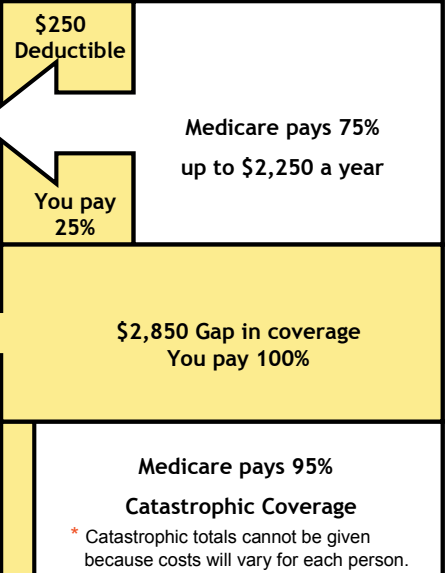 $250
Deductible
Medicare pays 75%
up to $2,250 a year
You pay
25%
$2,850 Gap in coverage
You pay 100%
Medicare pays 95%
Catastrophic Coverage
* Catastrophic totals cannot be given
because costs will vary for each person.